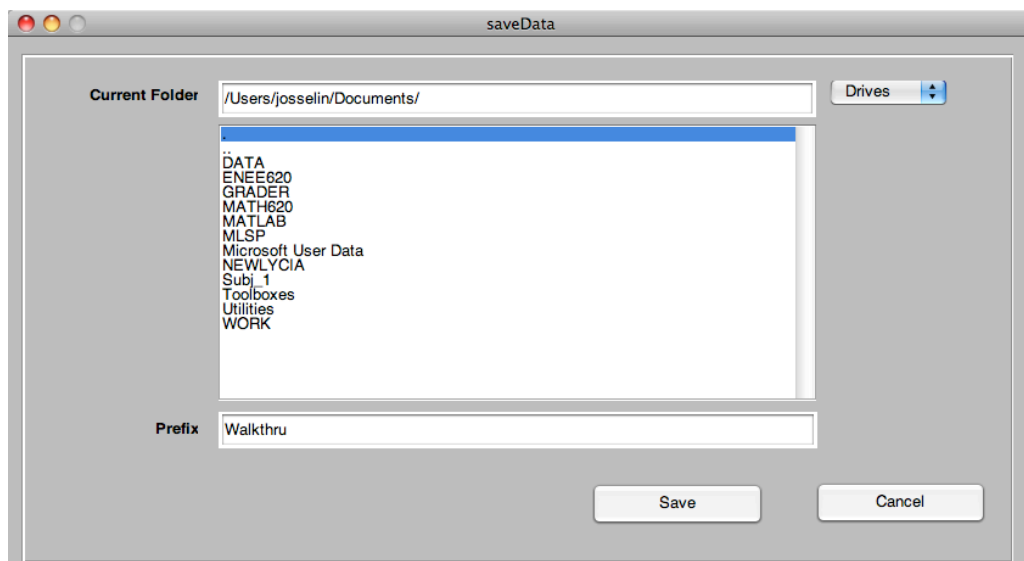 saveData
Current Folder /Users/josselin/Documents/ Drives
.
..
DATA
ENEE620
GRADER
MATH620
MATLAB
MLSP
Microsoft User Data
NEWLYCIA
Subj_1
Toolboxes
Utilities
WORK
Prefix Walkthru
Save Cancel